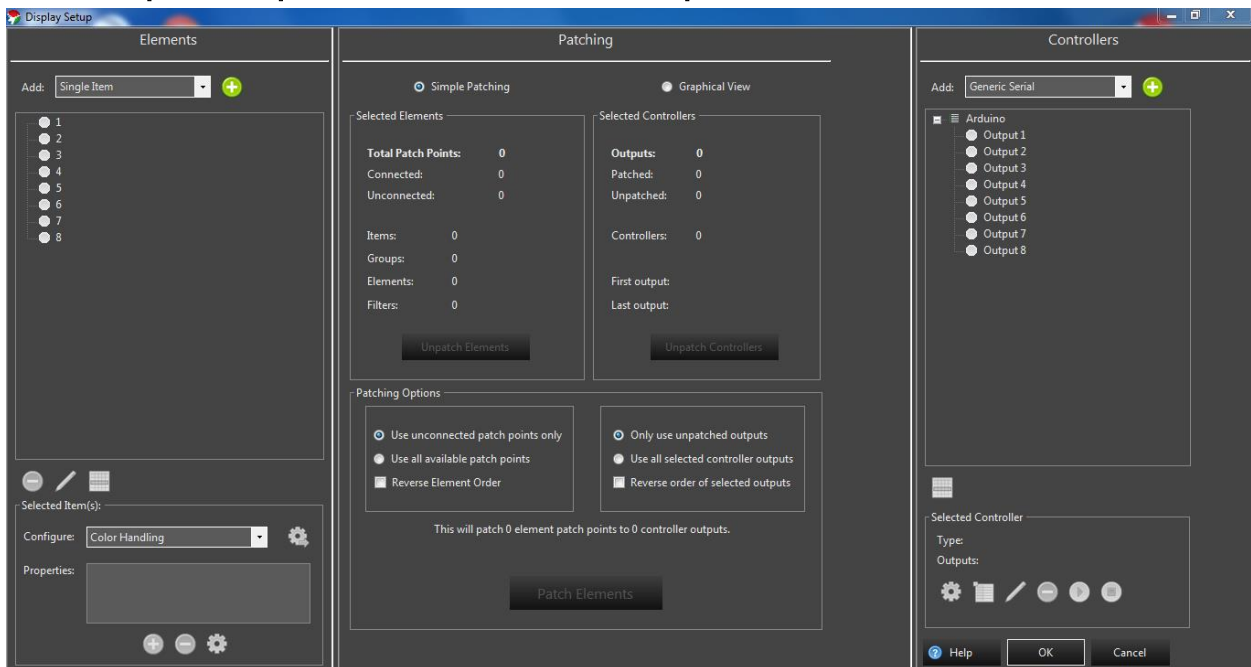 Display Setup
Elements
Add:
Single Item
1
2
3
4
5
6
7
8
Selected Item(s):
Configure:
Color Handling
Properties:
Patching
Simple Patching
Graphical View
Selected Elements
Total Patch Points: 0
Connected: 0
Unconnected: 0
Items: 0
Groups: 0
Elements: 0
Filters: 0
Unpatch Elements
Selected Controllers
Outputs: 0
Patched: 0
Unpatched: 0
Controllers: 0
First output:
Last output:
Unpatch Controllers
Patching Options
Use unconnected patch points only
Use all available patch points
Reverse Element Order
Only use unpatched outputs
Use all selected controller outputs
Reverse order of selected outputs
This will patch 0 element patch points to 0 controller outputs.
Patch Elements
Controllers
Add:
Generic Serial
Arduino
Output 1
Output 2
Output 3
Output 4
Output 5
Output 6
Output 7
Output 8
Selected Controller
Type:
Outputs:
Help
OK
Cancel